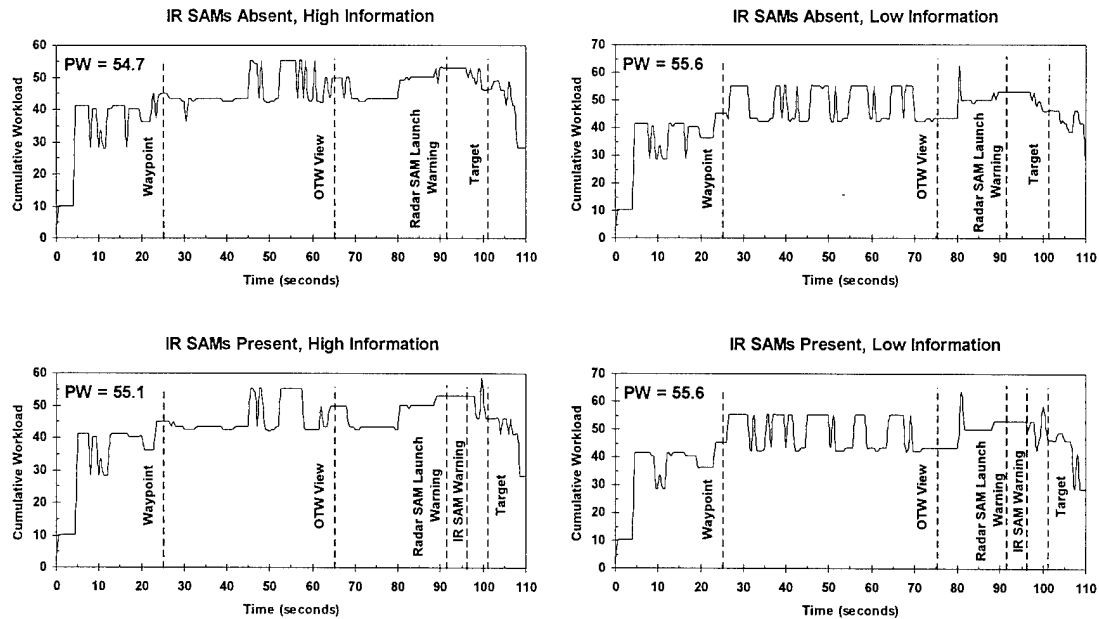 IR SAMs Absent, High Information
PW = 54.7
Cumulative Workload
60
50
40
30
20
10
0
Waypoint
OTW View
Radar SAM Launch
Warning
Target
0 10 20 30 40 50 60 70 80 90 100 110
Time (seconds)
IR SAMs Absent, Low Information
PW = 55.6
Cumulative Workload
70
60
50
40
30
20
10
0
Waypoint
OTW View
Radar SAM Launch
Warning
Target
0 10 20 30 40 50 60 70 80 90 100 110
Time (seconds)
IR SAMs Present, High Information
PW = 55.1
Cumulative Workload
60
50
40
30
20
10
0
Waypoint
OTW View
Radar SAM Launch
Warning
IR SAM Warning
Target
0 10 20 30 40 50 60 70 80 90 100 110
Time (seconds)
IR SAMs Present, Low Information
PW = 55.6
Cumulative Workload
70
60
50
40
30
20
10
0
Waypoint
OTW View
Radar SAM Launch
Warning
IR SAM Warning
Target
0 10 20 30 40 50 60 70 80 90 100 110
Time (seconds)